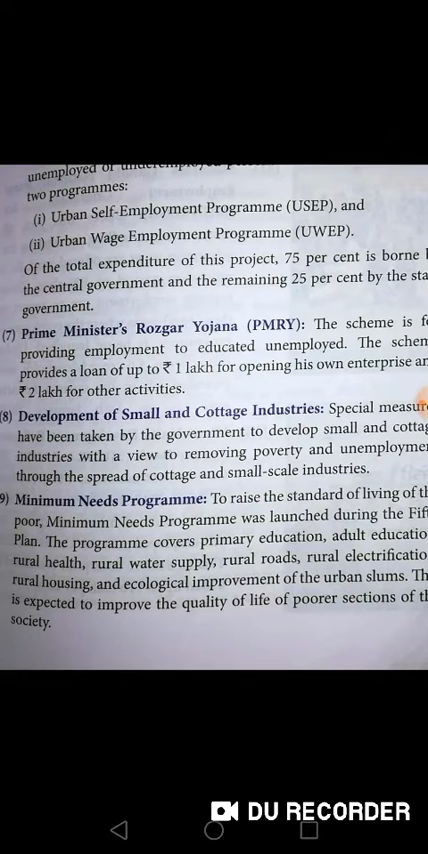 unemployed or
two programmes:
(i) Urban Self-Employment Programme (USEP), and
(ii) Urban Wage Employment Programme (UWEP).
Of the total expenditure of this project, 75 per cent is borne
the central government and the remaining 25 per cent by the sta
government.
(7) Prime Minister's Rozgar Yojana (PMRY): The scheme is f
providing employment to educated unemployed. The schem
provides a loan of up to ₹ 1 lakh for opening his own enterprise an
₹ 2 lakh for other activities.
(8) Development of Small and Cottage Industries: Special measur
have been taken by the government to develop small and cottag
industries with a view to removing poverty and unemploymen
through the spread of cottage and small-scale industries.
9) Minimum Needs Programme: To raise the standard of living of th
poor, Minimum Needs Programme was launched during the Fif
Plan. The programme covers primary education, adult educatio
rural health, rural water supply, rural roads, rural electrificatio
rural housing, and ecological improvement of the urban slums. Th
is expected to improve the quality of life of poorer sections of th
society.
DU RECORDER